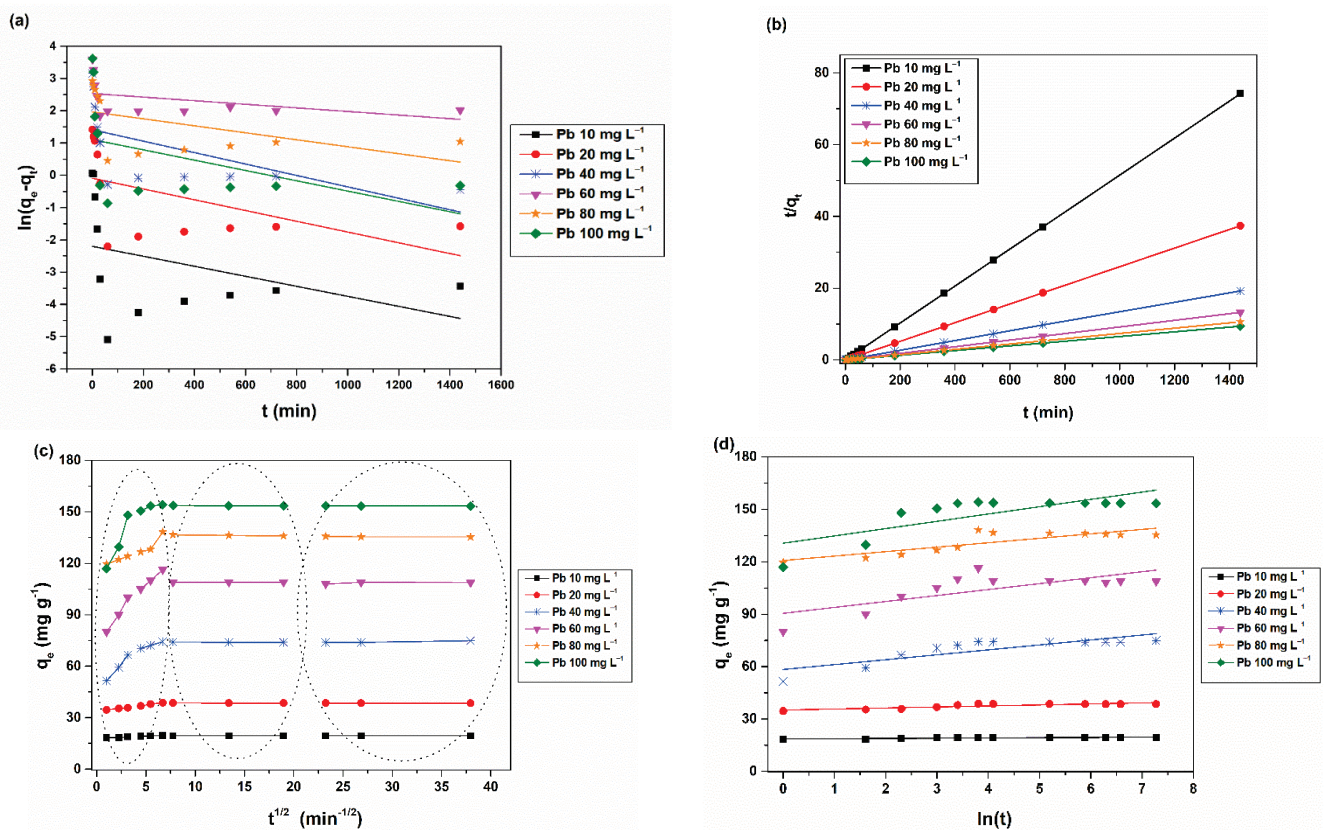 (a)
4
3
2
1
0
-1
-2
-3
-4
-5
-6
ln(qe-qt)
0 200 400 600 800 1000 1200 1400 1600
t (min)
Pb 10 mg L⁻¹
Pb 20 mg L⁻¹
Pb 40 mg L⁻¹
Pb 60 mg L⁻¹
Pb 80 mg L⁻¹
Pb 100 mg L⁻¹
(b)
80
60
40
20
0
t/qt
0 200 400 600 800 1000 1200 1400
t (min)
Pb 10 mg L⁻¹
Pb 20 mg L⁻¹
Pb 40 mg L⁻¹
Pb 60 mg L⁻¹
Pb 80 mg L⁻¹
Pb 100 mg L⁻¹
(c)
180
150
120
90
60
30
0
qe (mg g⁻¹)
0 5 10 15 20 25 30 35 40
t¹/² (min⁻¹/²)
Pb 10 mg L⁻¹
Pb 20 mg L⁻¹
Pb 40 mg L⁻¹
Pb 60 mg L⁻¹
Pb 80 mg L⁻¹
Pb 100 mg L⁻¹
(d)
180
150
120
90
60
30
0
qe (mg g⁻¹)
0 1 2 3 4 5 6 7 8
ln(t)
Pb 10 mg L⁻¹
Pb 20 mg L⁻¹
Pb 40 mg L⁻¹
Pb 60 mg L⁻¹
Pb 80 mg L⁻¹
Pb 100 mg L⁻¹